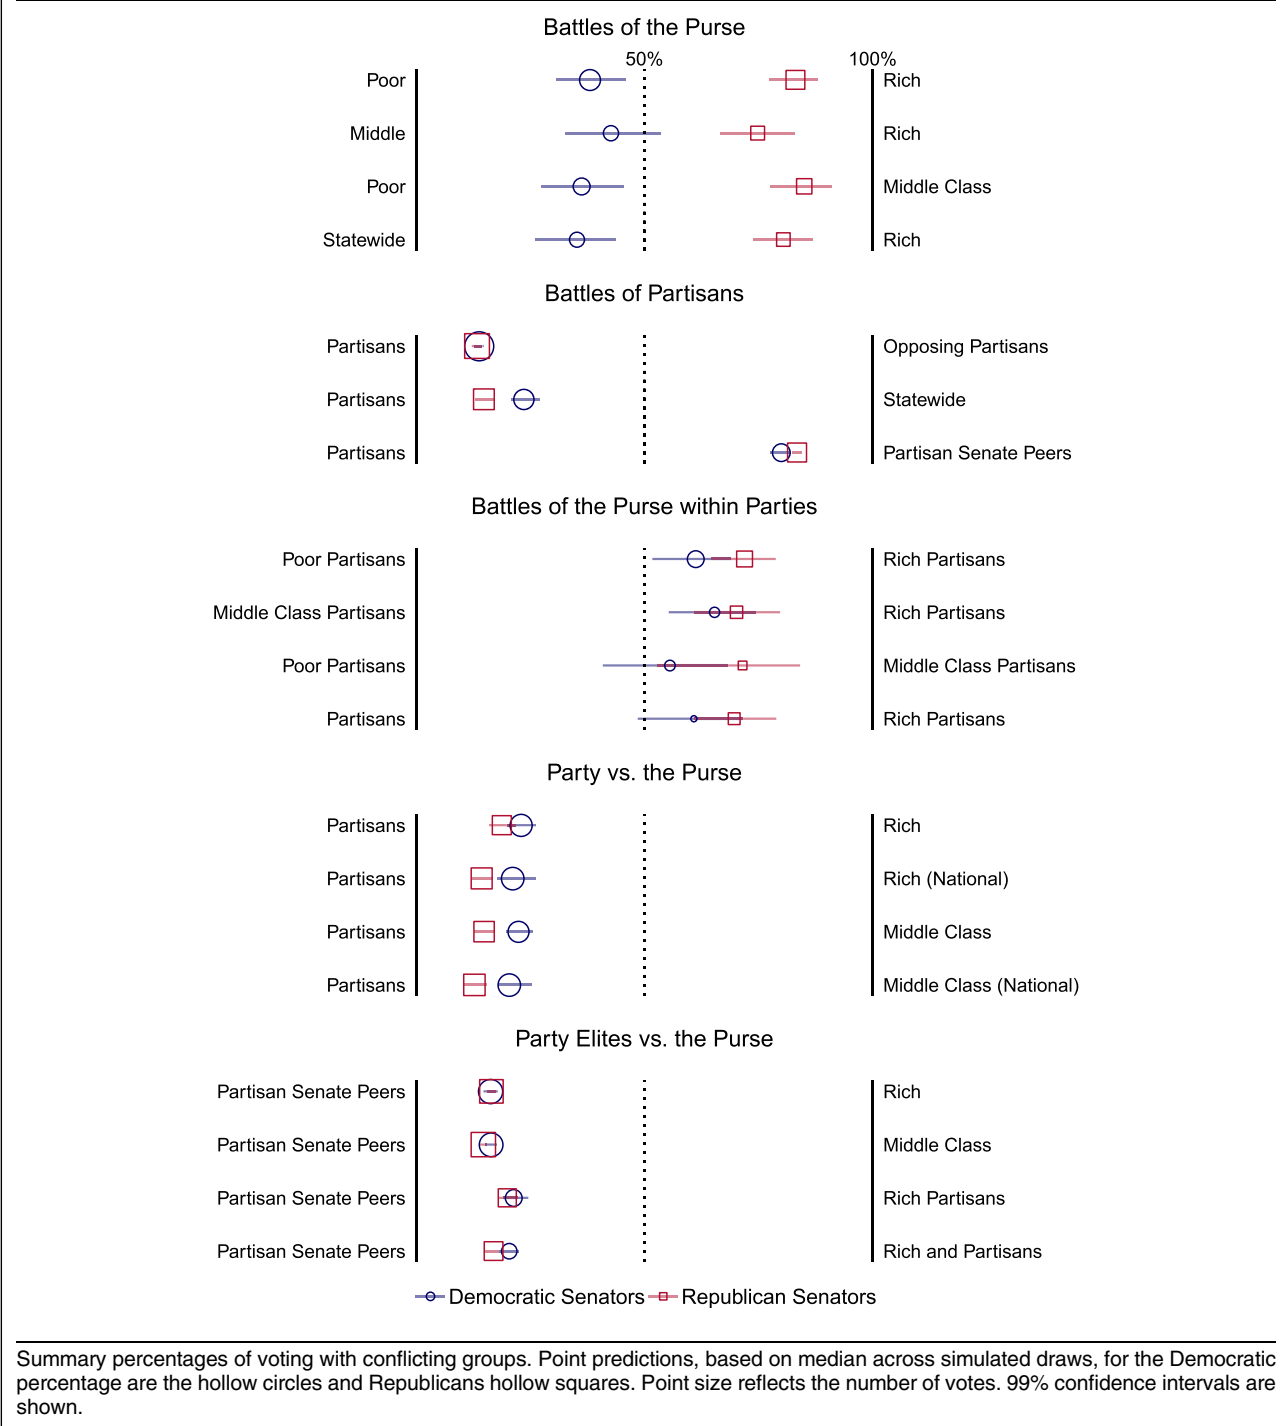 Battles of the Purse
50% 100%
Poor Rich
Middle Rich
Poor Middle Class
Statewide Rich
Battles of Partisans
Partisans Opposing Partisans
Partisans Statewide
Partisans Partisan Senate Peers
Battles of the Purse within Parties
Poor Partisans Rich Partisans
Middle Class Partisans Rich Partisans
Poor Partisans Middle Class Partisans
Partisans Rich Partisans
Party vs. the Purse
Partisans Rich
Partisans Rich (National)
Partisans Middle Class
Partisans Middle Class (National)
Party Elites vs. the Purse
Partisan Senate Peers Rich
Partisan Senate Peers Middle Class
Partisan Senate Peers Rich Partisans
Partisan Senate Peers Rich and Partisans
Democratic Senators Republican Senators
Summary percentages of voting with conflicting groups. Point predictions, based on median across simulated draws, for the Democratic
percentage are the hollow circles and Republicans hollow squares. Point size reflects the number of votes. 99% confidence intervals are
shown.